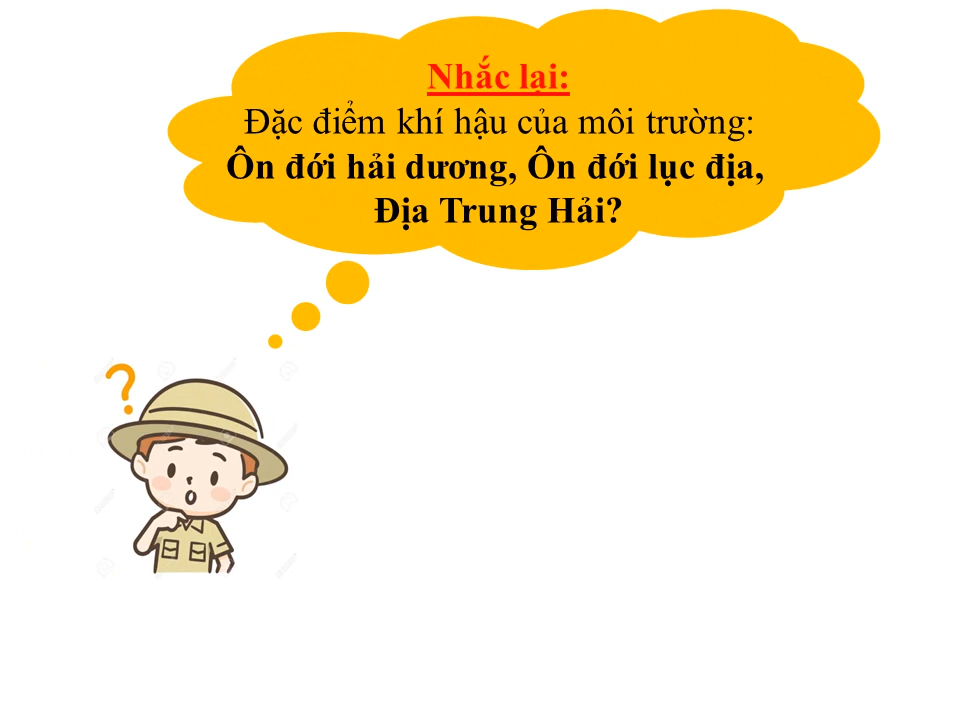 Nhắc lại:
Đặc điểm khí hậu của môi trường:
Ôn đới hải dương, Ôn đới lục địa,
Địa Trung Hải?
?